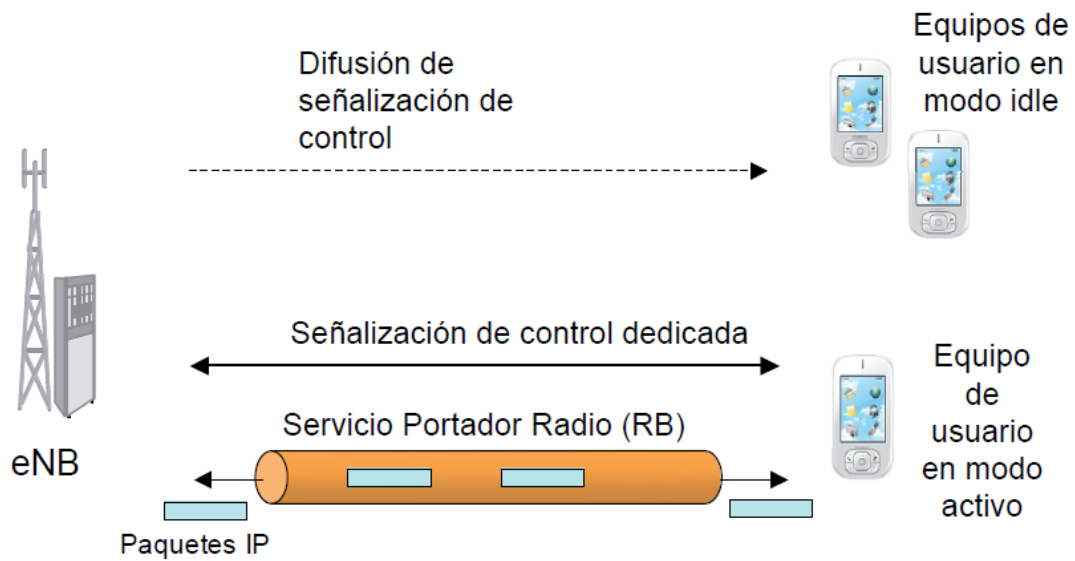 Difusión de
señalización de
control
Equipos de
usuario en
modo idle
eNB
Señalización de control dedicada
Servicio Portador Radio (RB)
Paquetes IP
Equipo
de
usuario
en modo
activo